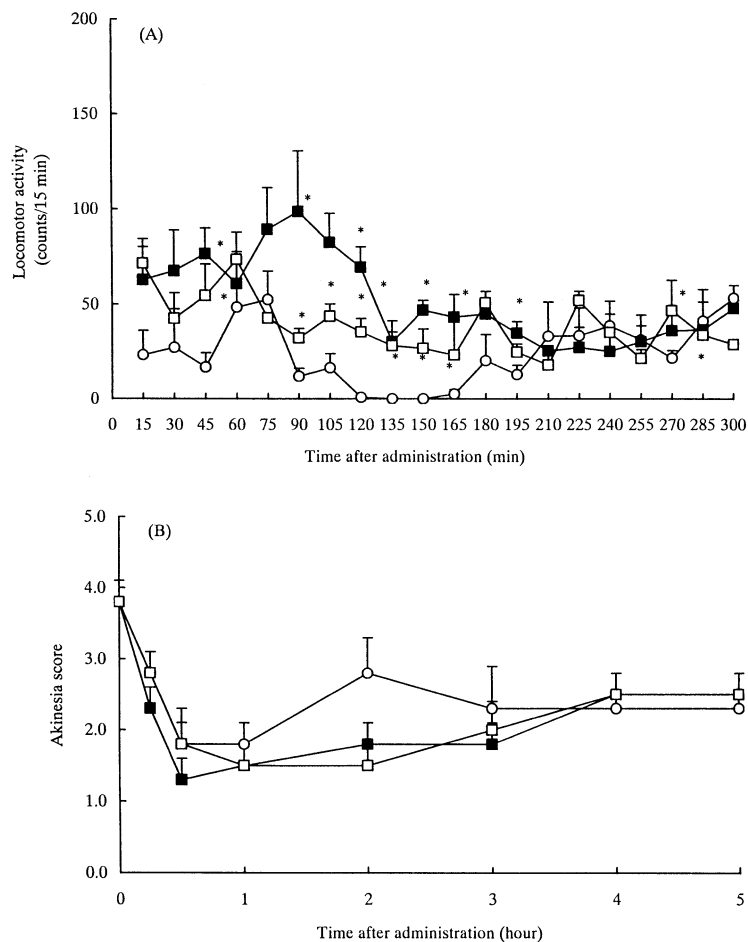 (A)
200
150
100
50
0
Locomotor activity
(counts/15 min)
* * * * * * * * * * * * * * * *
0 15 30 45 60 75 90 105 120 135 150 165 180 195 210 225 240 255 270 285 300
Time after administration (min)
(B)
5.0
4.0
3.0
2.0
1.0
0.0
Akinesia score
0 1 2 3 4 5
Time after administration (hour)